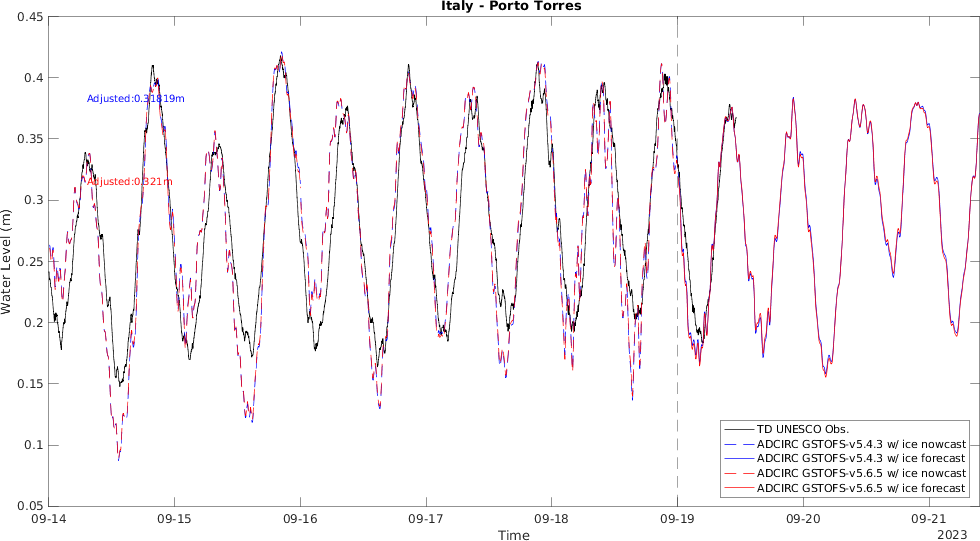 Italy - Porto Torres
Water Level (m)
0.45
0.4
0.35
0.3
0.25
0.2
0.15
0.1
0.05
Adjusted:0.31819m
Adjusted:0.321m
TD UNESCO Obs.
ADCIRC GSTOFS-v5.4.3 w/ ice nowcast
ADCIRC GSTOFS-v5.4.3 w/ ice forecast
ADCIRC GSTOFS-v5.6.5 w/ ice nowcast
ADCIRC GSTOFS-v5.6.5 w/ ice forecast
09-14 09-15 09-16 09-17 09-18 09-19 09-20 09-21
Time
2023